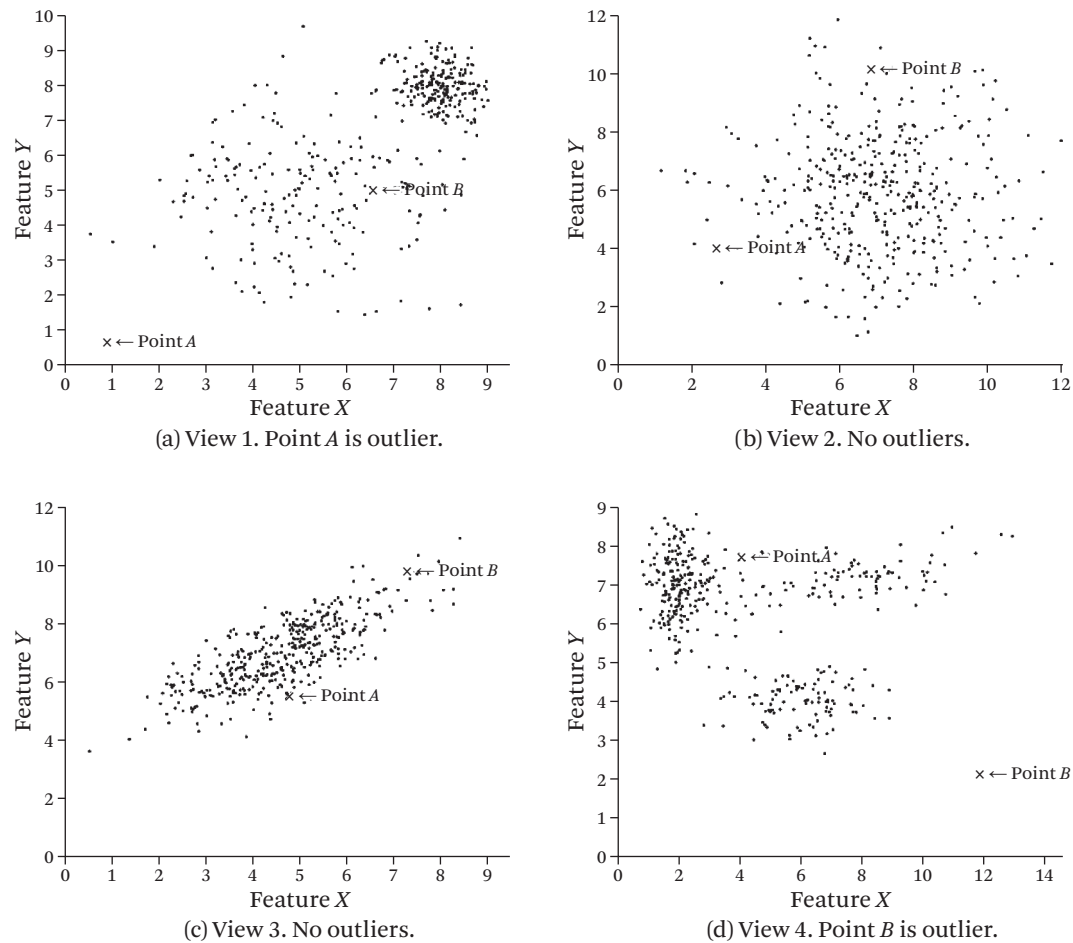 10
9
8
7
6
5
4
3
2
1
0
Feature Y
← Point B
← Point A
0 1 2 3 4 5 6 7 8 9
Feature X
(a) View 1. Point A is outlier.
12
10
8
6
4
2
0
Feature Y
← Point B
← Point A
0 2 4 6 8 10 12
Feature X
(b) View 2. No outliers.
12
10
8
6
4
2
0
Feature Y
← Point B
← Point A
0 1 2 3 4 5 6 7 8 9
Feature X
(c) View 3. No outliers.
9
8
7
6
5
4
3
2
1
0
Feature Y
← Point A
← Point B
0 2 4 6 8 10 12 14
Feature X
(d) View 4. Point B is outlier.